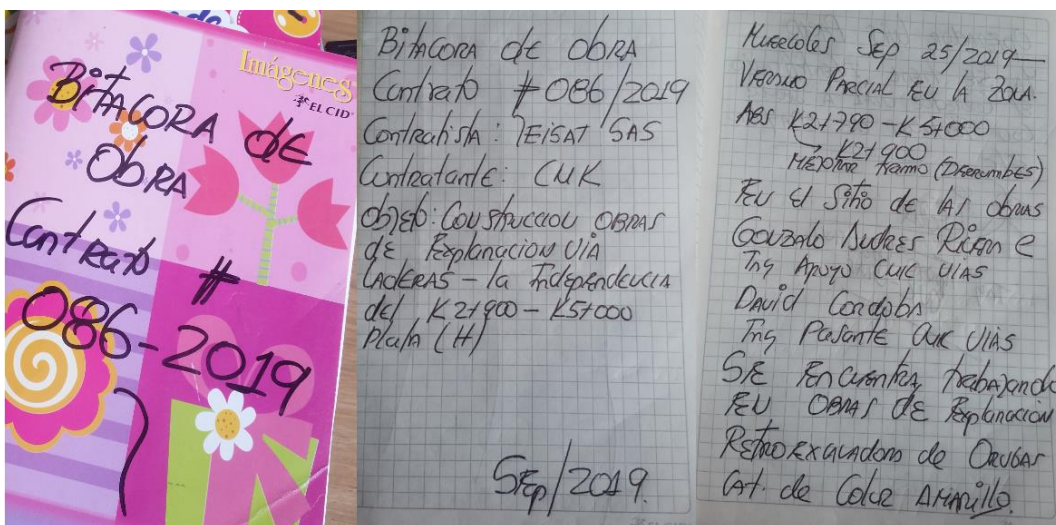 Imágenes
EL CID
BITACORA DE
ObRA
Contrato #
086-2019
BITACORA dE ObRA
Contrato #086/2019
Contratista: TEISAT SAS
Contratante: CMK
Objeto: CONSTRUCCION OBRAS
dE Explanacion VIA
LADERAS - la Independencia
del K2+900 - K5+000
Plata (H)
Sep/2019.
Miercoles Sep 25/2019
VERANO PARCIAL EN LA ZONA.
Abs K2+790 - K5+000
K2+900
MEjorar tramo (DERRUMbES)
EN El Sitio de las obras
GONZALO ANDRES
Ing Apoyo CMK VIAS
DAVID Cordoba
Ing Pasante CMK VIAS
SE Encuentra trabajando
EN OBRAS dE Explanacion
REtroExcavadora de Orugas
Cat. de Color AMARillo.